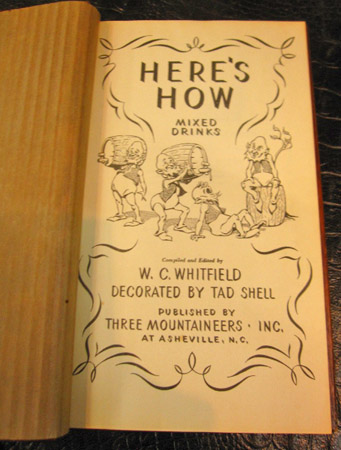 HERE'S
HOW
MIXED
DRINKS
Compiled and Edited by
W. C. WHITFIELD
DECORATED BY TAD SHELL
PUBLISHED BY
THREE MOUNTAINEERS · INC.
AT ASHEVILLE, N.C.